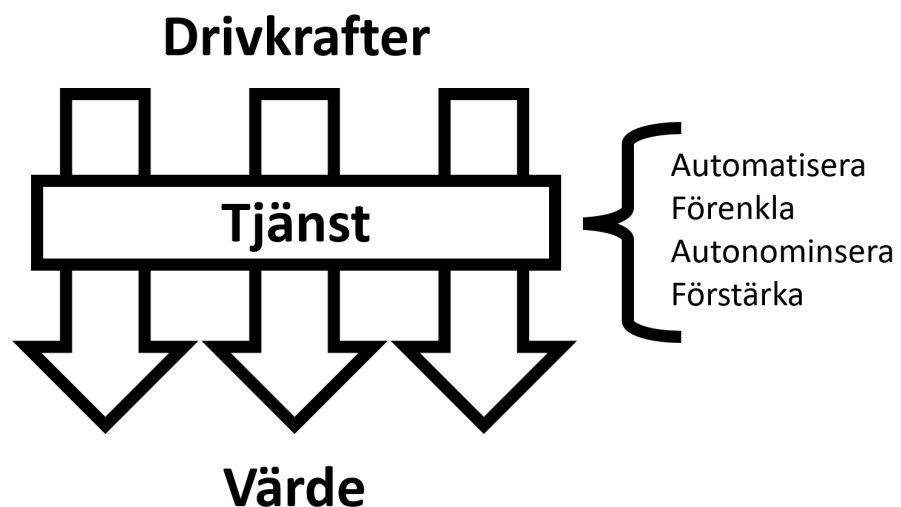 Drivkrafter
Tjänst
Automatisera
Förenkla
Autonominsera
Förstärka
Värde